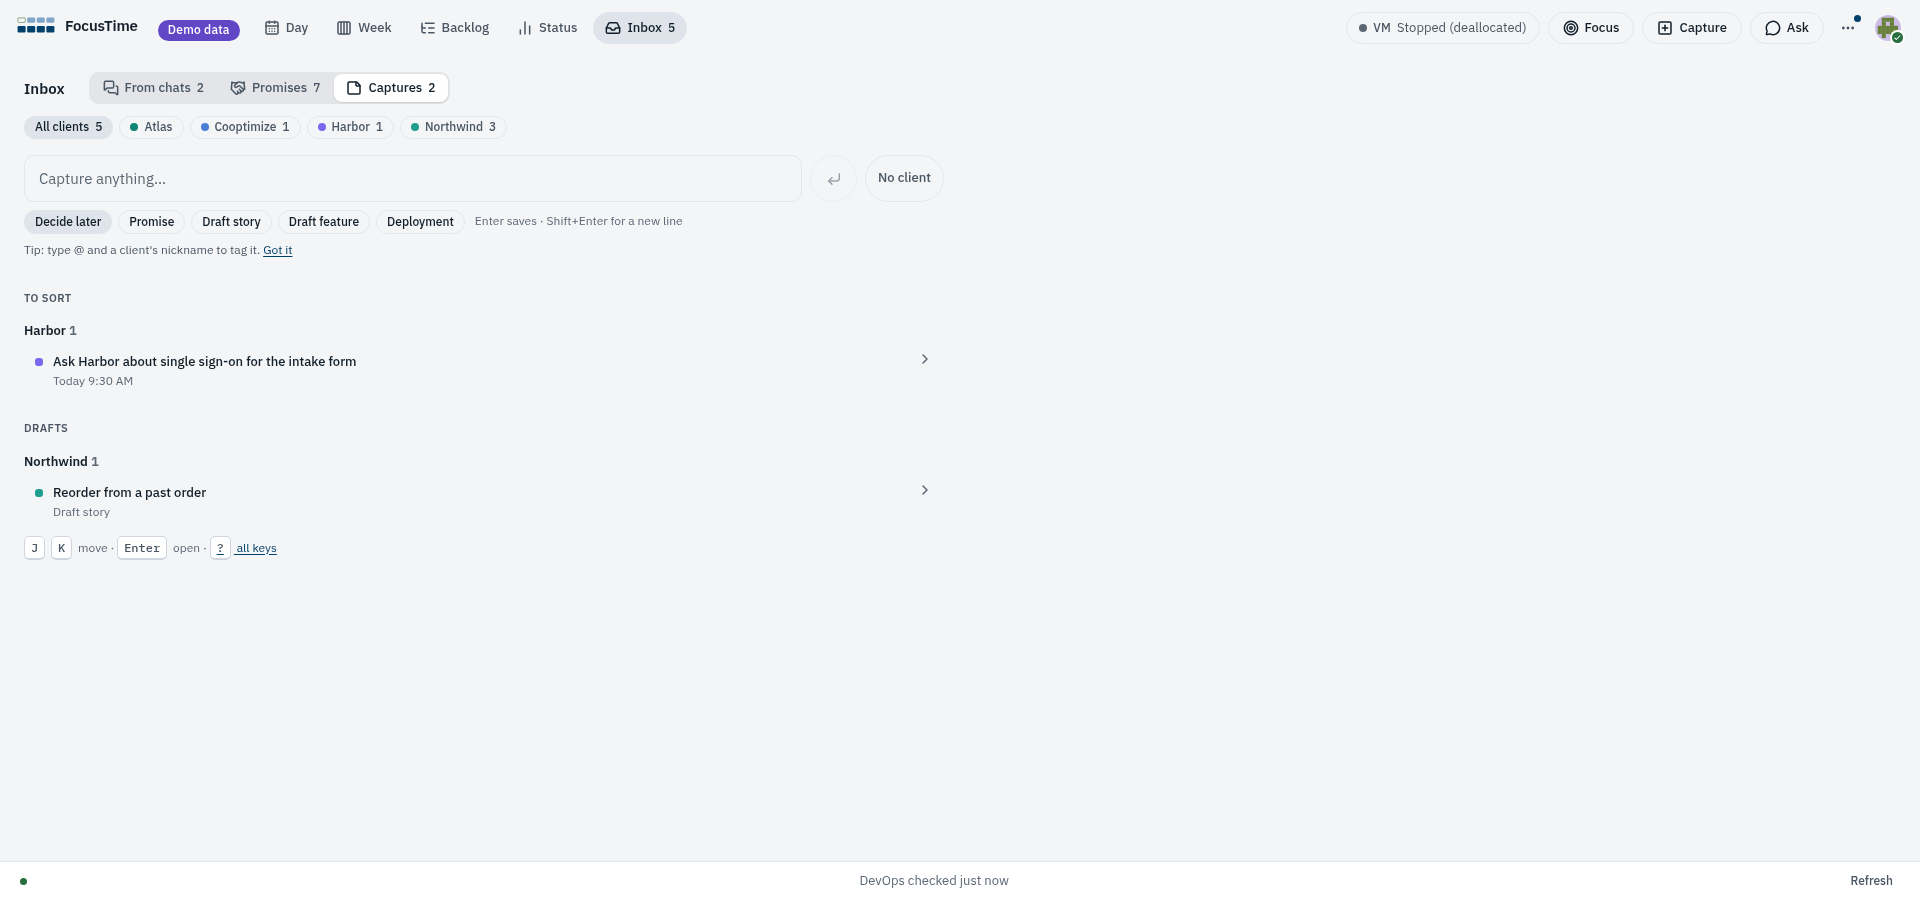 FocusTime Demo data Day Week Backlog Status Inbox 5 VM Stopped (deallocated) Focus Capture Ask
Inbox From chats 2 Promises 7 Captures 2
All clients 5 Atlas Cooptimize 1 Harbor 1 Northwind 3
Capture anything... No client
Decide later Promise Draft story Draft feature Deployment Enter saves · Shift+Enter for a new line
Tip: type @ and a client's nickname to tag it. Got it
TO SORT
Harbor 1
Ask Harbor about single sign-on for the intake form
Today 9:30 AM
DRAFTS
Northwind 1
Reorder from a past order
Draft story
J K move · Enter open · ? all keys
DevOps checked just now Refresh